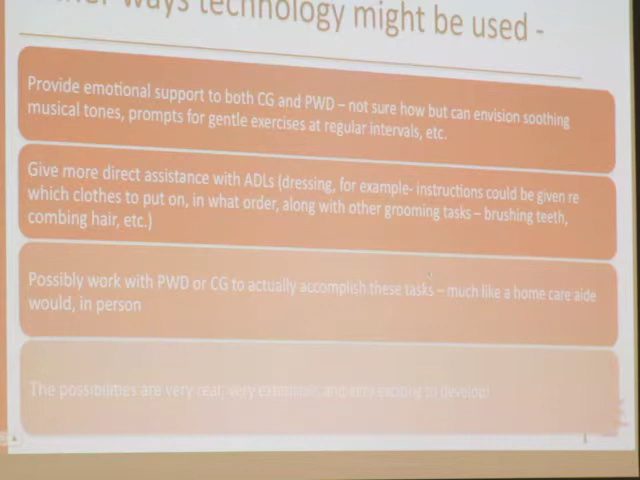 ways technology might be used -
Provide emotional support to both CG and PWD – not sure how but can envision soothing
musical tones, prompts for gentle exercises at regular intervals, etc.
Give more direct assistance with ADLs (dressing, for example- instructions could be given re
which clothes to put on, in what order, along with other grooming tasks – brushing teeth,
combing hair, etc.)
Possibly work with PWD or CG to actually accomplish these tasks – much like a home care aide
would, in person
The possibilities are very real, very and very exciting to develop!